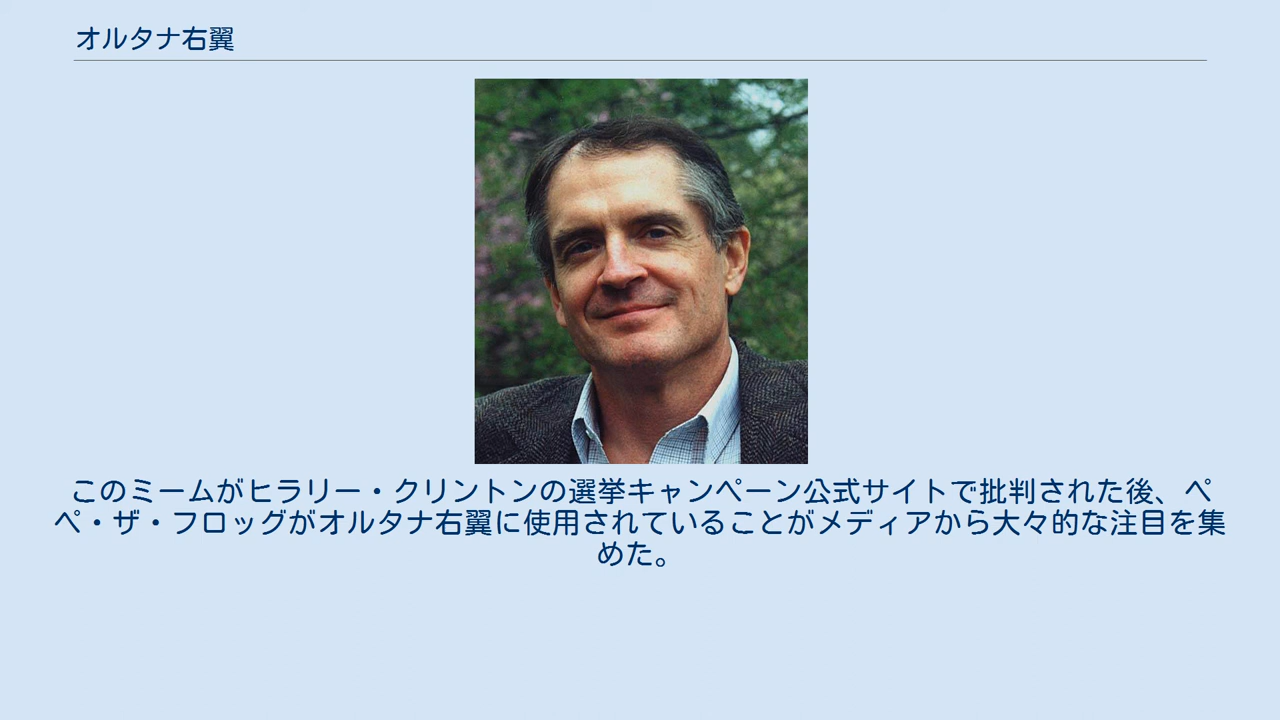 オルタナ右翼
このミームがヒラリー・クリントンの選挙キャンペーン公式サイトで批判された後、ペ
ペ・ザ・フロッグがオルタナ右翼に使用されていることがメディアから大々的な注目を集
めた。